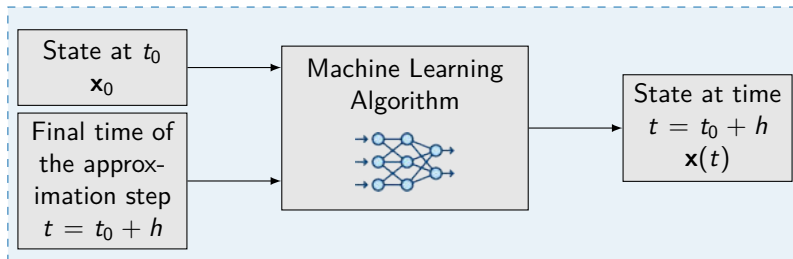 State at t₀
x₀
Final time of
the approx-
imation step
t = t₀ + h
Machine Learning
Algorithm
State at time
t = t₀ + h
x(t)